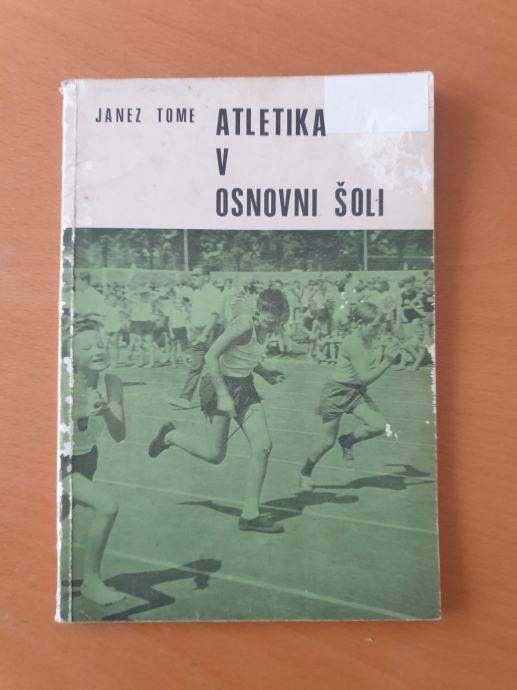 JANEZ TOME
ATLETIKA
V
OSNOVNI ŠOLI